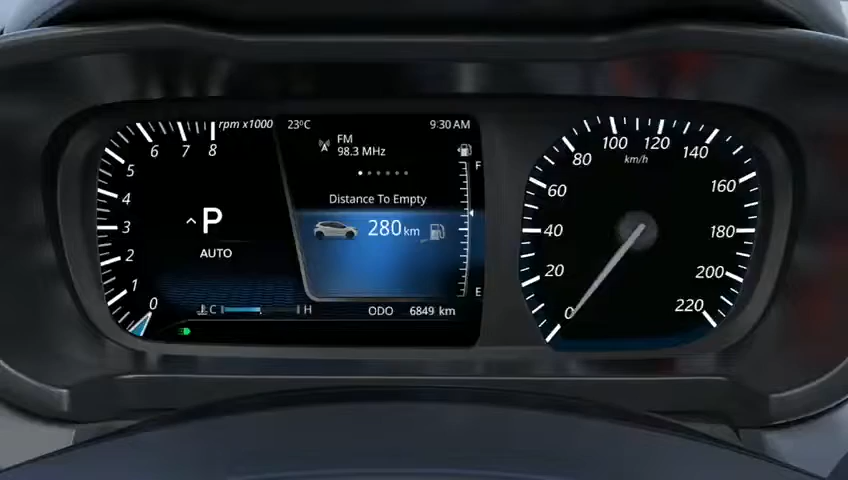 rpm x1000
23°C
9:30 AM
FM
98.3 MHz
8
7
6
5
4
3
2
1
0
P
AUTO
Distance To Empty
280 km
F
E
C
H
ODO 6849 km
0
20
40
60
80
100
120
140
160
180
200
220
km/h